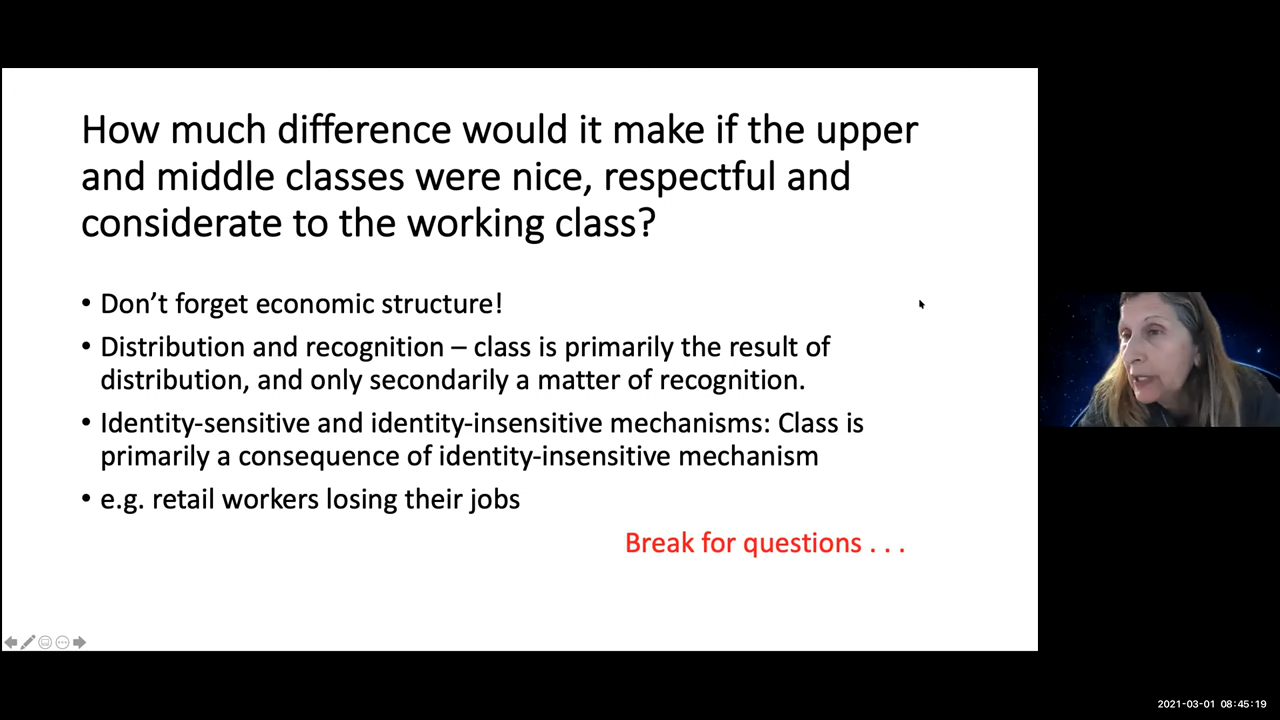 How much difference would it make if the upper
and middle classes were nice, respectful and
considerate to the working class?
• Don’t forget economic structure!
• Distribution and recognition – class is primarily the result of
distribution, and only secondarily a matter of recognition.
• Identity-sensitive and identity-insensitive mechanisms: Class is
primarily a consequence of identity-insensitive mechanism
• e.g. retail workers losing their jobs
Break for questions . . .
2021-03-01 08:45:19